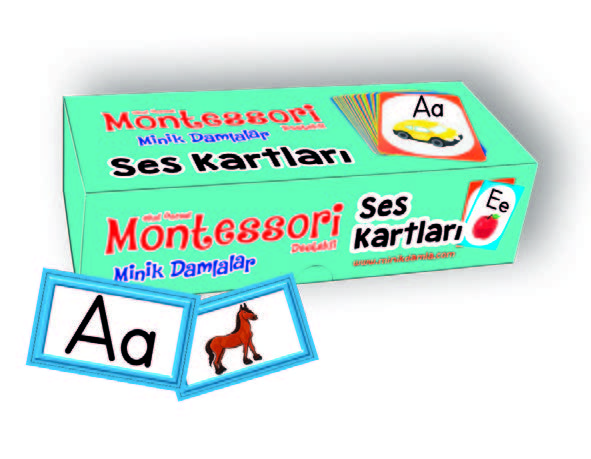 Montessori
Minik Damlalar
Ses Kartları
Aa
Montessori
Minik Damlalar
Ses
Kartları
Ee
Aa